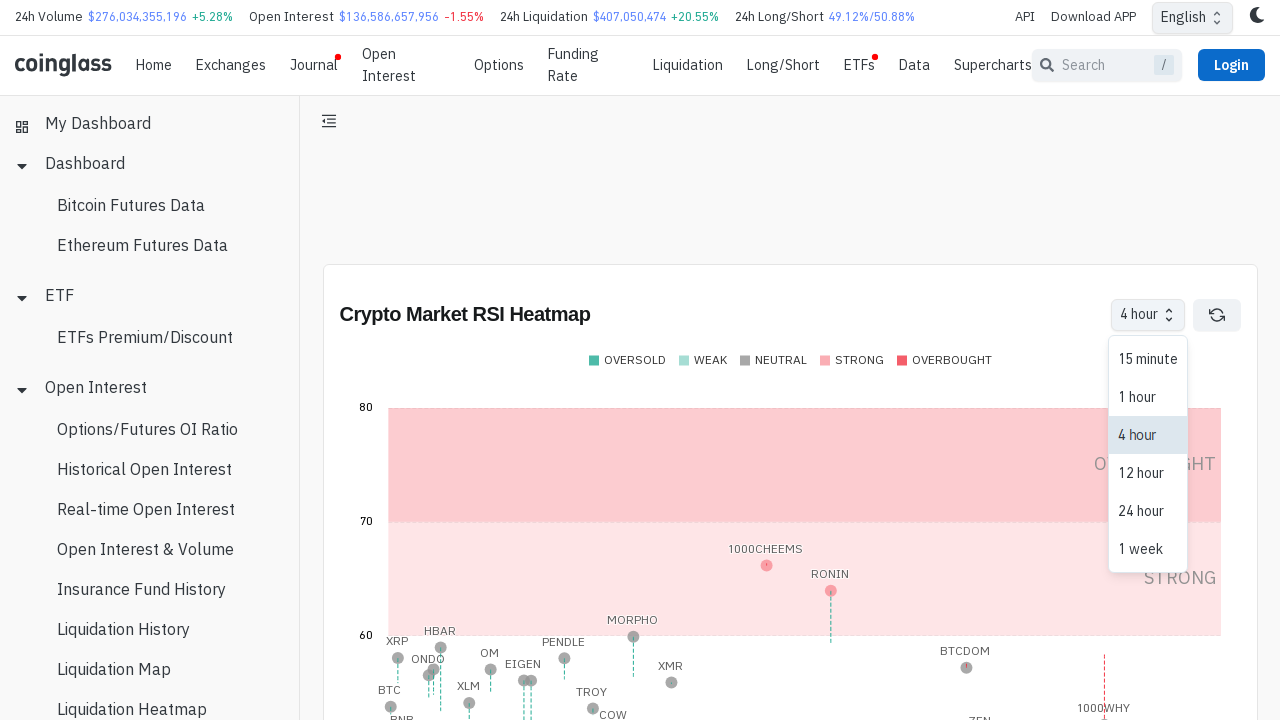 24h Volume $276,034,355,196 +5.28% Open Interest $136,586,657,956 -1.55% 24h Liquidation $407,050,474 +20.55% 24h Long/Short 49.12%/50.88% API Download APP English
coinglass Home Exchanges Journal Open Interest Options Funding Rate Liquidation Long/Short ETFs Data Supercharts Search / Login
My Dashboard
Dashboard
Bitcoin Futures Data
Ethereum Futures Data
ETF
ETFs Premium/Discount
Open Interest
Options/Futures OI Ratio
Historical Open Interest
Real-time Open Interest
Open Interest & Volume
Insurance Fund History
Liquidation History
Liquidation Map
Liquidation Heatmap
Crypto Market RSI Heatmap 4 hour
OVERSOLD WEAK NEUTRAL STRONG OVERBOUGHT
15 minute
1 hour
4 hour
12 hour
24 hour
1 week
80
70
STRONG
1000CHEEMS
RONIN
60
MORPHO
HBAR
XRP
PENDLE
BTCDOM
OM
ONDO
EIGEN
XMR
XLM
BTC
TROY
1000WHY
COW
BNB
ZEN